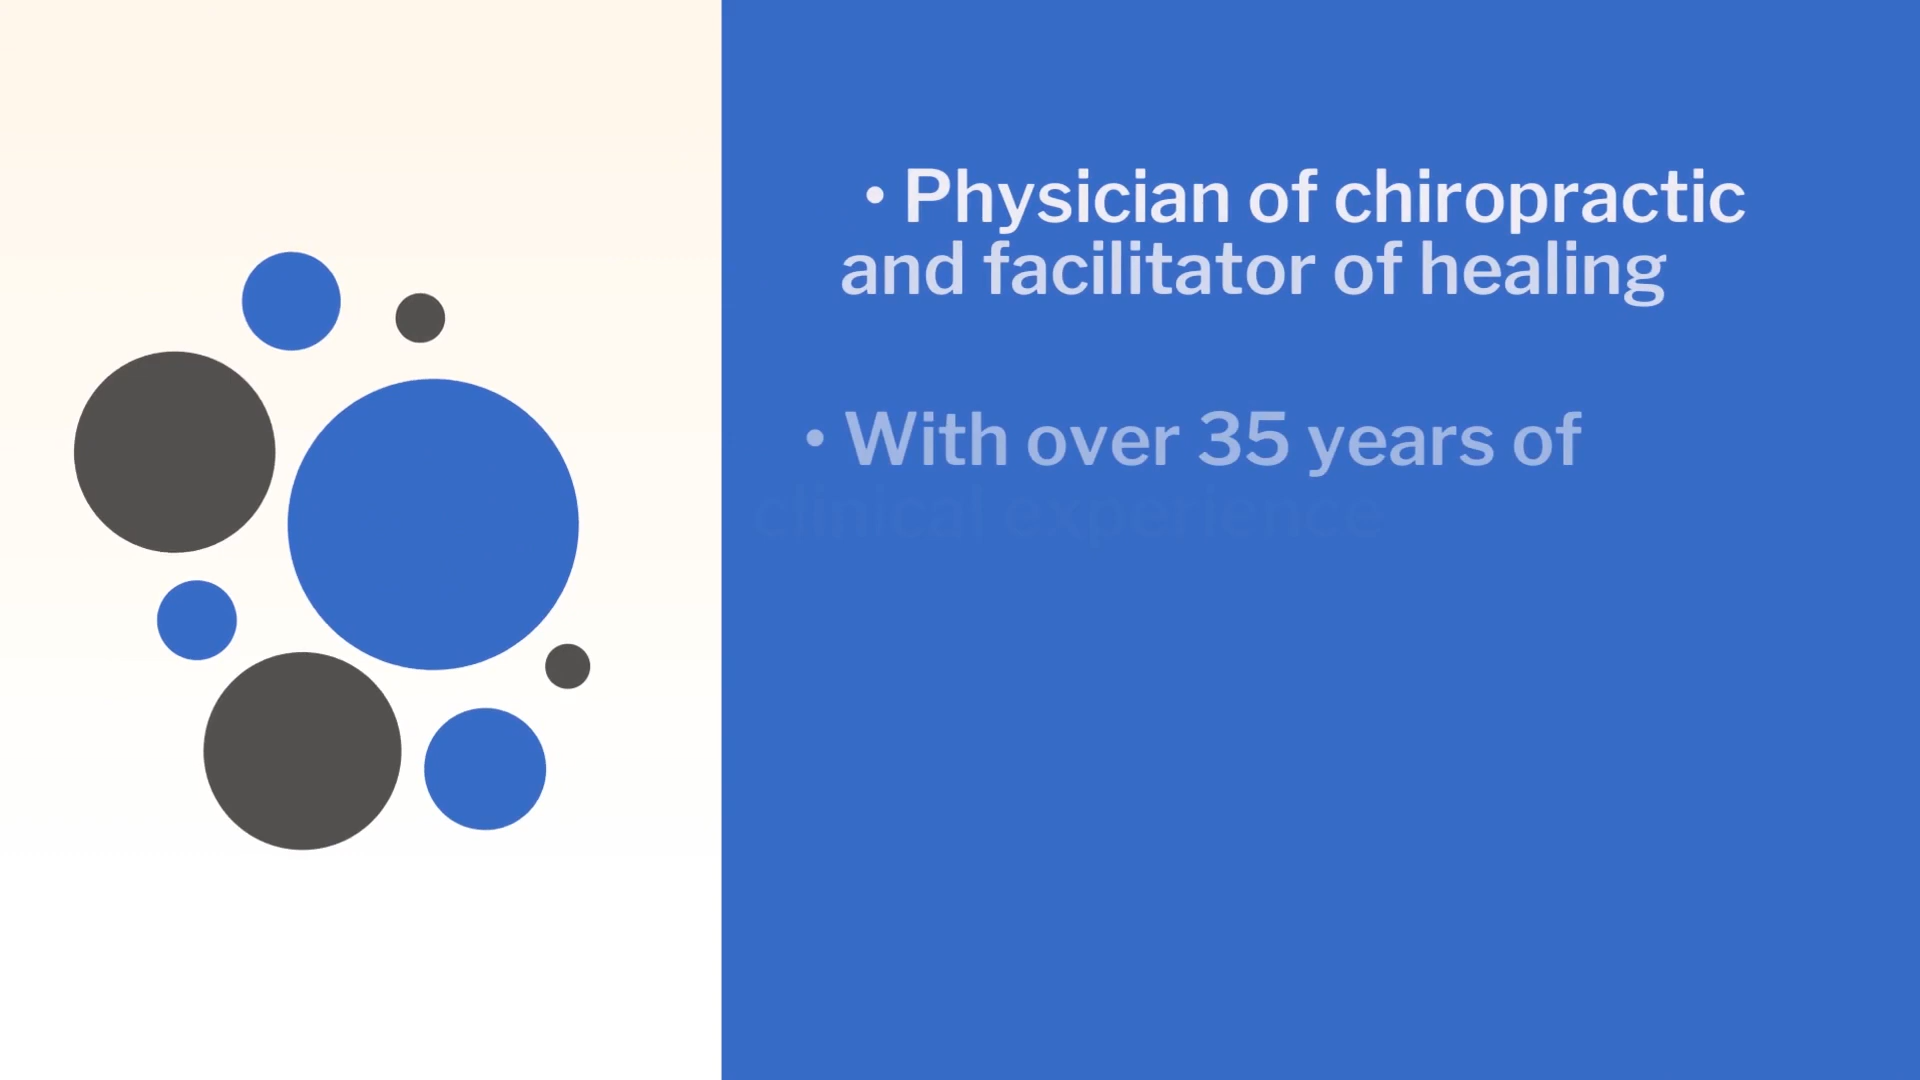 • Physician of chiropractic
and facilitator of healing
• With over 35 years of
clinical experience